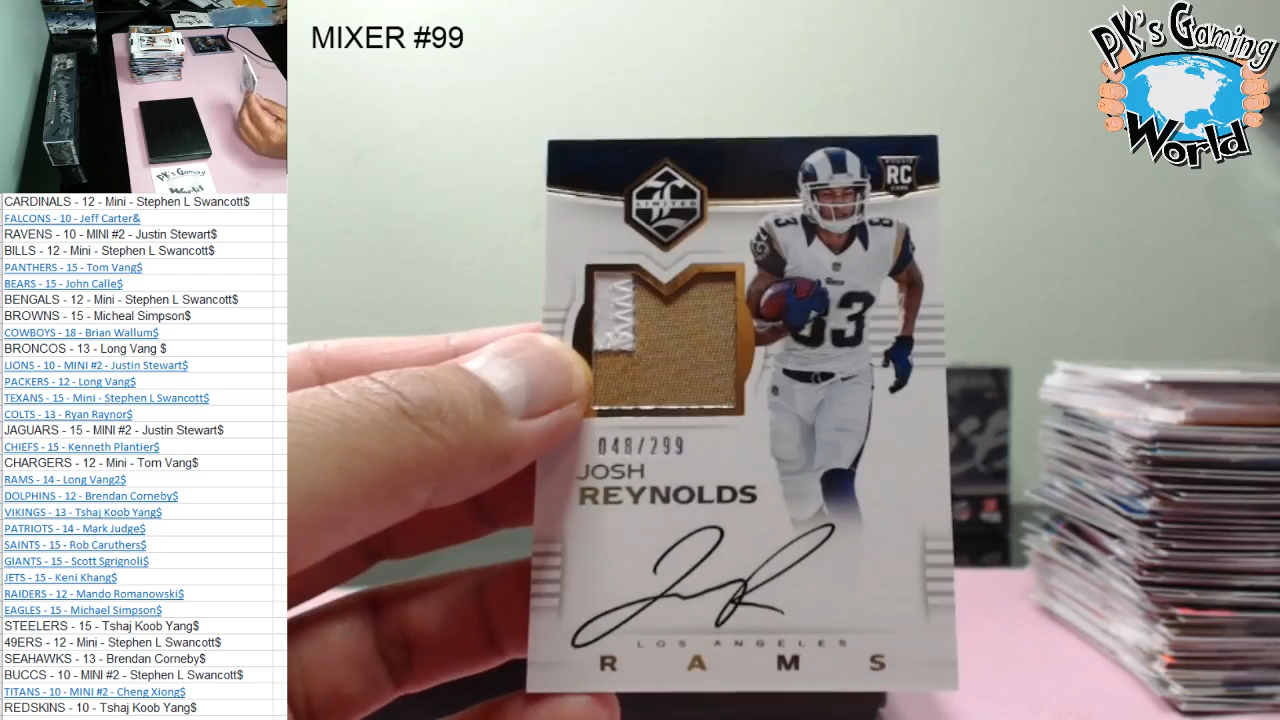 MIXER #99
PK's Gaming
World
PK's Gaming
World
CARDINALS - 12 - Mini - Stephen L Swancott$
FALCONS - 10 - Jeff Carter&
RAVENS - 10 - MINI #2 - Justin Stewart$
BILLS - 12 - Mini - Stephen L Swancott$
PANTHERS - 15 - Tom Vang$
BEARS - 15 - John Calle$
BENGALS - 12 - Mini - Stephen L Swancott$
BROWNS - 15 - Micheal Simpson$
COWBOYS - 18 - Brian Wallum$
BRONCOS - 13 - Long Vang $
LIONS - 10 - MINI #2 - Justin Stewart$
PACKERS - 12 - Long Vang$
TEXANS - 15 - Mini - Stephen L Swancott$
COLTS - 13 - Ryan Raynor$
JAGUARS - 15 - MINI #2 - Justin Stewart$
CHIEFS - 15 - Kenneth Plantier$
CHARGERS - 12 - Mini - Tom Vang$
RAMS - 14 - Long Vang2$
DOLPHINS - 12 - Brendan Corneby$
VIKINGS - 13 - Tshaj Koob Yang$
PATRIOTS - 14 - Mark Judge$
SAINTS - 15 - Rob Caruthers$
GIANTS - 15 - Scott Sgrignoli$
JETS - 15 - Keni Khang$
RAIDERS - 12 - Mando Romanowski$
EAGLES - 15 - Michael Simpson$
STEELERS - 15 - Tshaj Koob Yang$
49ERS - 12 - Mini - Stephen L Swancott$
SEAHAWKS - 13 - Brendan Corneby$
BUCCS - 10 - MINI #2 - Stephen L Swancott$
TITANS - 10 - MINI #2 - Cheng Xiong$
REDSKINS - 10 - Tshaj Koob Yang$
LIMITED
RC
83
83
048/299
JOSH
REYNOLDS
LOS ANGELES
RAMS